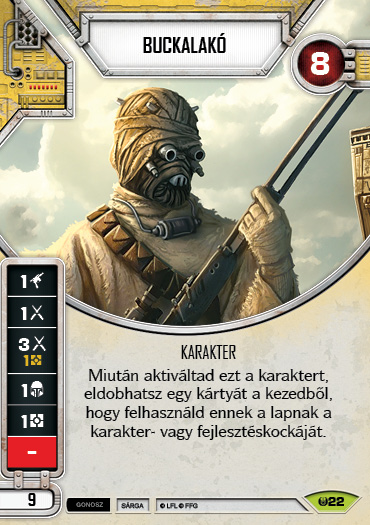 BUCKALAKÓ
8
1
1
3
1
1
1
–
KARAKTER
Miután aktiváltad ezt a karaktert,
eldobhatsz egy kártyát a kezedből,
hogy felhasználd ennek a lapnak a
karakter- vagy fejlesztéskockáját.
9
GONOSZ
SÁRGA
© LFL © FFG
22